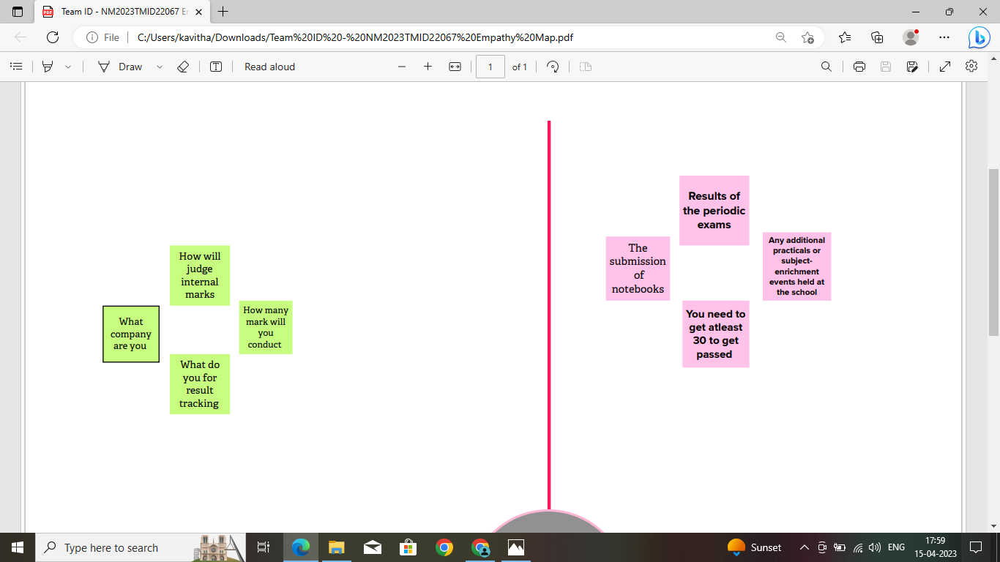 Team ID - NM2023TMID22067 Em
File
C:/Users/kavitha/Downloads/Team%20ID%20-%20NM2023TMID22067%20Empathy%20Map.pdf
Draw
Read aloud
1
of 1
How will
judge
internal
marks
What
company
are you
How many
mark will
you
conduct
What do
you for
result
tracking
Results of
the periodic
exams
The
submission
of
notebooks
Any additional
practicals or
subject-
enrichment
events held at
the school
You need to
get atleast
30 to get
passed
Type here to search
Sunset
ENG
17:59
15-04-2023